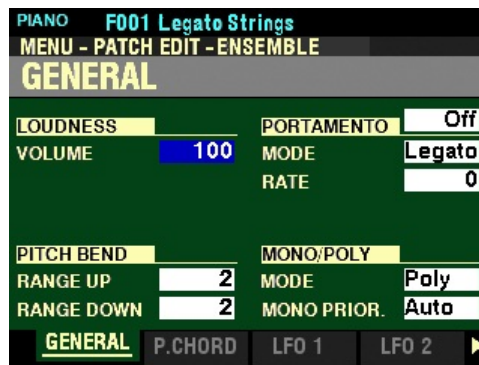 PIANO F001 Legato Strings
MENU - PATCH EDIT - ENSEMBLE
GENERAL
LOUDNESS
VOLUME 100
PORTAMENTO Off
MODE Legato
RATE 0
PITCH BEND
RANGE UP 2
RANGE DOWN 2
MONO/POLY
MODE Poly
MONO PRIOR. Auto
GENERAL P.CHORD LFO 1 LFO 2